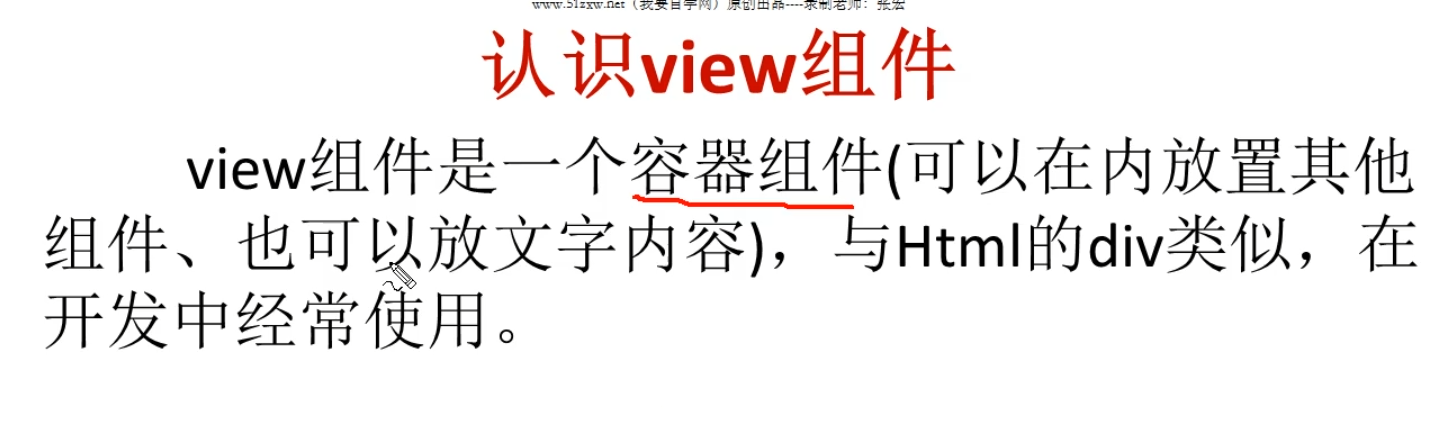 www.51zxw.net（我要自学网）原创出品----录制老师：张宏
认识view组件
view组件是一个容器组件(可以在内放置其他
组件、也可以放文字内容)，与Html的div类似，在
开发中经常使用。